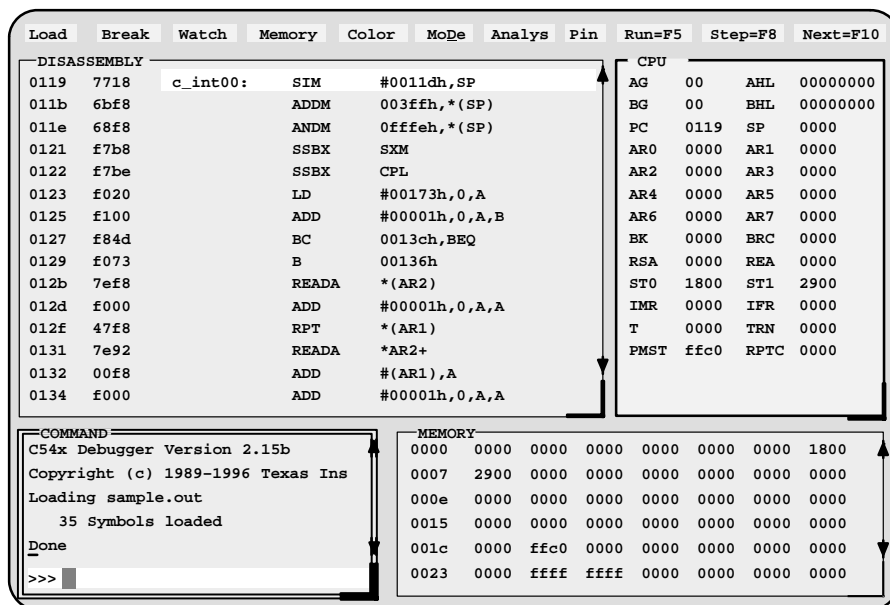 Load Break Watch Memory Color MoDe Analys Pin Run=F5 Step=F8 Next=F10
DISASSEMBLY
0119 7718 c_int00: SIM #0011dh,SP
011b 6bf8 ADDM 003ffh,*(SP)
011e 68f8 ANDM 0fffeh,*(SP)
0121 f7b8 SSBX SXM
0122 f7be SSBX CPL
0123 f020 LD #00173h,0,A
0125 f100 ADD #00001h,0,A,B
0127 f84d BC 0013ch,BEQ
0129 f073 B 00136h
012b 7ef8 READA *(AR2)
012d f000 ADD #00001h,0,A,A
012f 47f8 RPT *(AR1)
0131 7e92 READA *AR2+
0132 00f8 ADD #(AR1),A
0134 f000 ADD #00001h,0,A,A
CPU
AG 00 AHL 00000000
BG 00 BHL 00000000
PC 0119 SP 0000
AR0 0000 AR1 0000
AR2 0000 AR3 0000
AR4 0000 AR5 0000
AR6 0000 AR7 0000
BK 0000 BRC 0000
RSA 0000 REA 0000
ST0 1800 ST1 2900
IMR 0000 IFR 0000
T 0000 TRN 0000
PMST ffc0 RPTC 0000
COMMAND
C54x Debugger Version 2.15b
Copyright (c) 1989-1996 Texas Ins
Loading sample.out
35 Symbols loaded
Done
>>>
MEMORY
0000 0000 0000 0000 0000 0000 0000 1800
0007 2900 0000 0000 0000 0000 0000 0000
000e 0000 0000 0000 0000 0000 0000 0000
0015 0000 0000 0000 0000 0000 0000 0000
001c 0000 ffc0 0000 0000 0000 0000 0000
0023 0000 ffff ffff 0000 0000 0000 0000